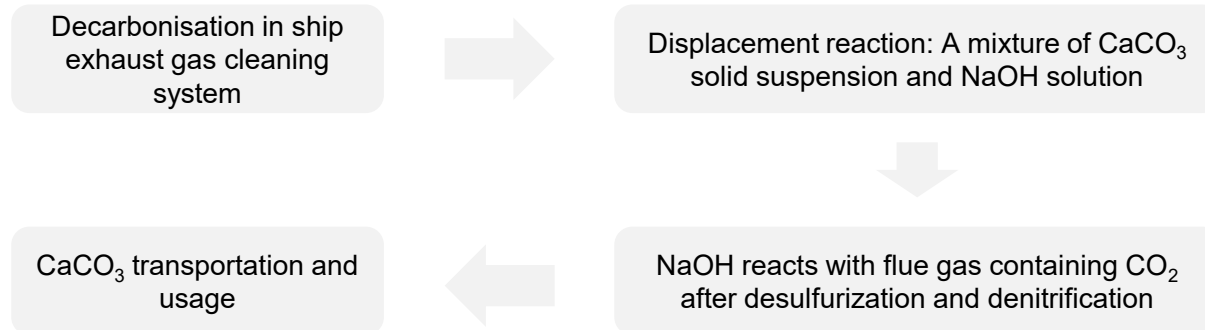 Decarbonisation in ship
exhaust gas cleaning
system
Displacement reaction: A mixture of CaCO₃
solid suspension and NaOH solution
CaCO₃ transportation and
usage
NaOH reacts with flue gas containing CO₂
after desulfurization and denitrification